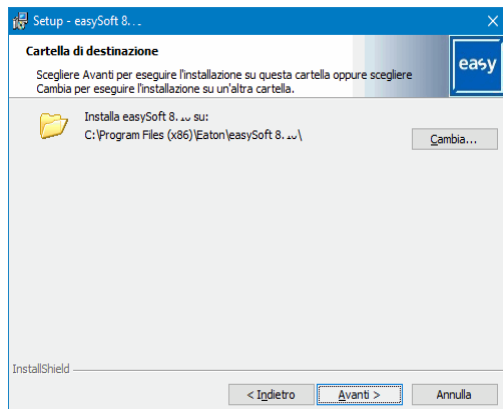 Setup - easySoft 8.
Cartella di destinazione
Scegliere Avanti per eseguire l'installazione su questa cartella oppure scegliere
Cambia per eseguire l'installazione su un'altra cartella.
easy
Installa easySoft 8. su:
C:\Program Files (x86)\Eaton\easySoft 8. \
Cambia...
InstallShield
< Indietro
Avanti >
Annulla